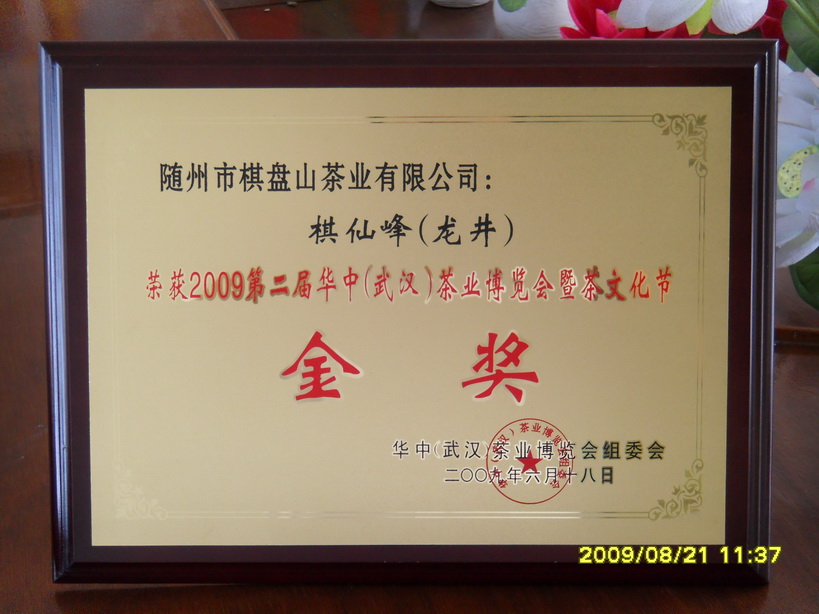 随州市棋盘山茶业有限公司：
棋仙峰(龙井)
荣获2009第二届华中(武汉)茶业博览会暨茶文化节
金 奖
华中(武汉)茶业博览会组委会
二〇〇九年六月十八日
2009/08/21 11:37